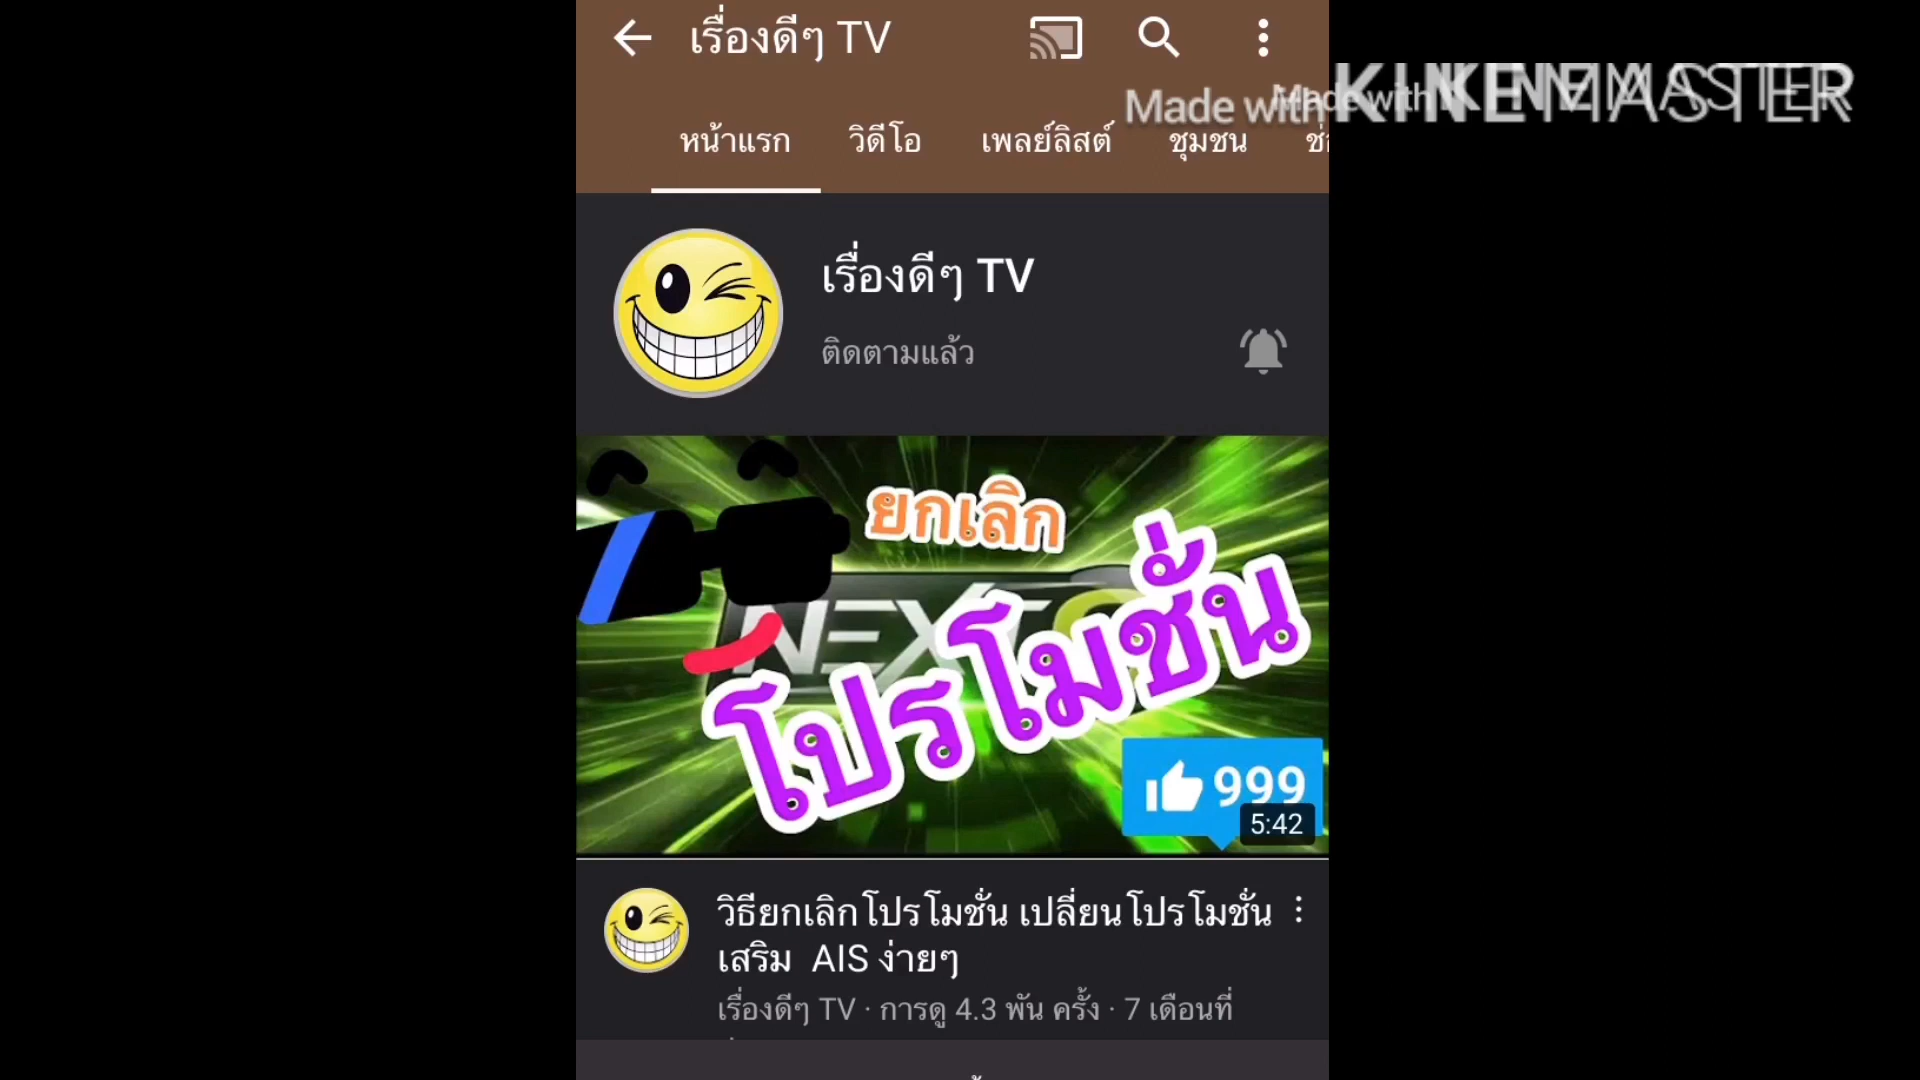 เรื่องดีๆ TV
Made with KINEMASTER
Made with KINEMASTER
หน้าแรก วิดีโอ เพลย์ลิสต์ ชุมชน
เรื่องดีๆ TV
ติดตามแล้ว
ยกเลิก
NEXT
โปรโมชั่น
999
5:42
วิธียกเลิกโปรโมชั่น เปลี่ยนโปรโมชั่น
เสริม AIS ง่ายๆ
เรื่องดีๆ TV · การดู 4.3 พัน ครั้ง · 7 เดือนที่